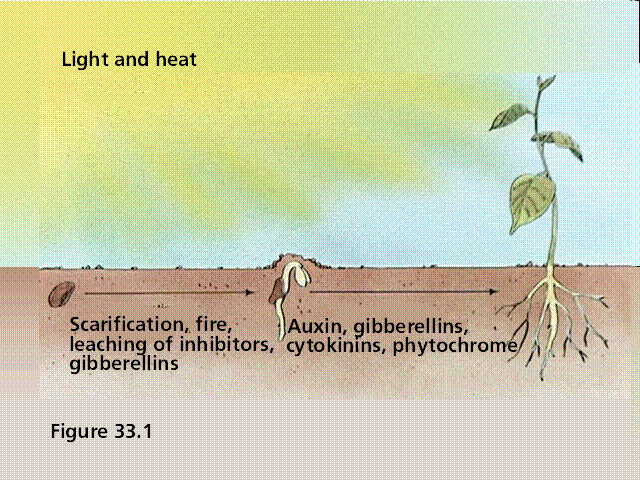 Light and heat
Scarification, fire,
leaching of inhibitors,
gibberellins
Auxin, gibberellins,
cytokinins, phytochrome
Figure 33.1